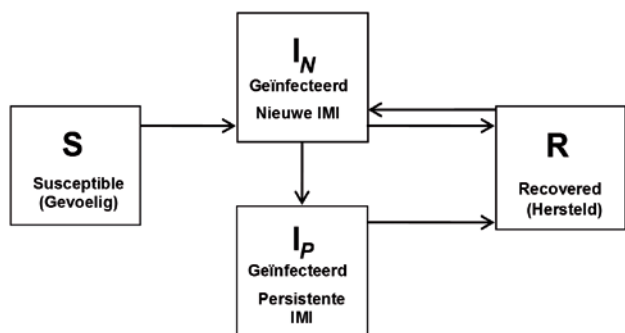 S
Susceptible
(Gevoelig)
I_N
Geïnfecteerd
Nieuwe IMI
I_P
Geïnfecteerd
Persistente
IMI
R
Recovered
(Hersteld)